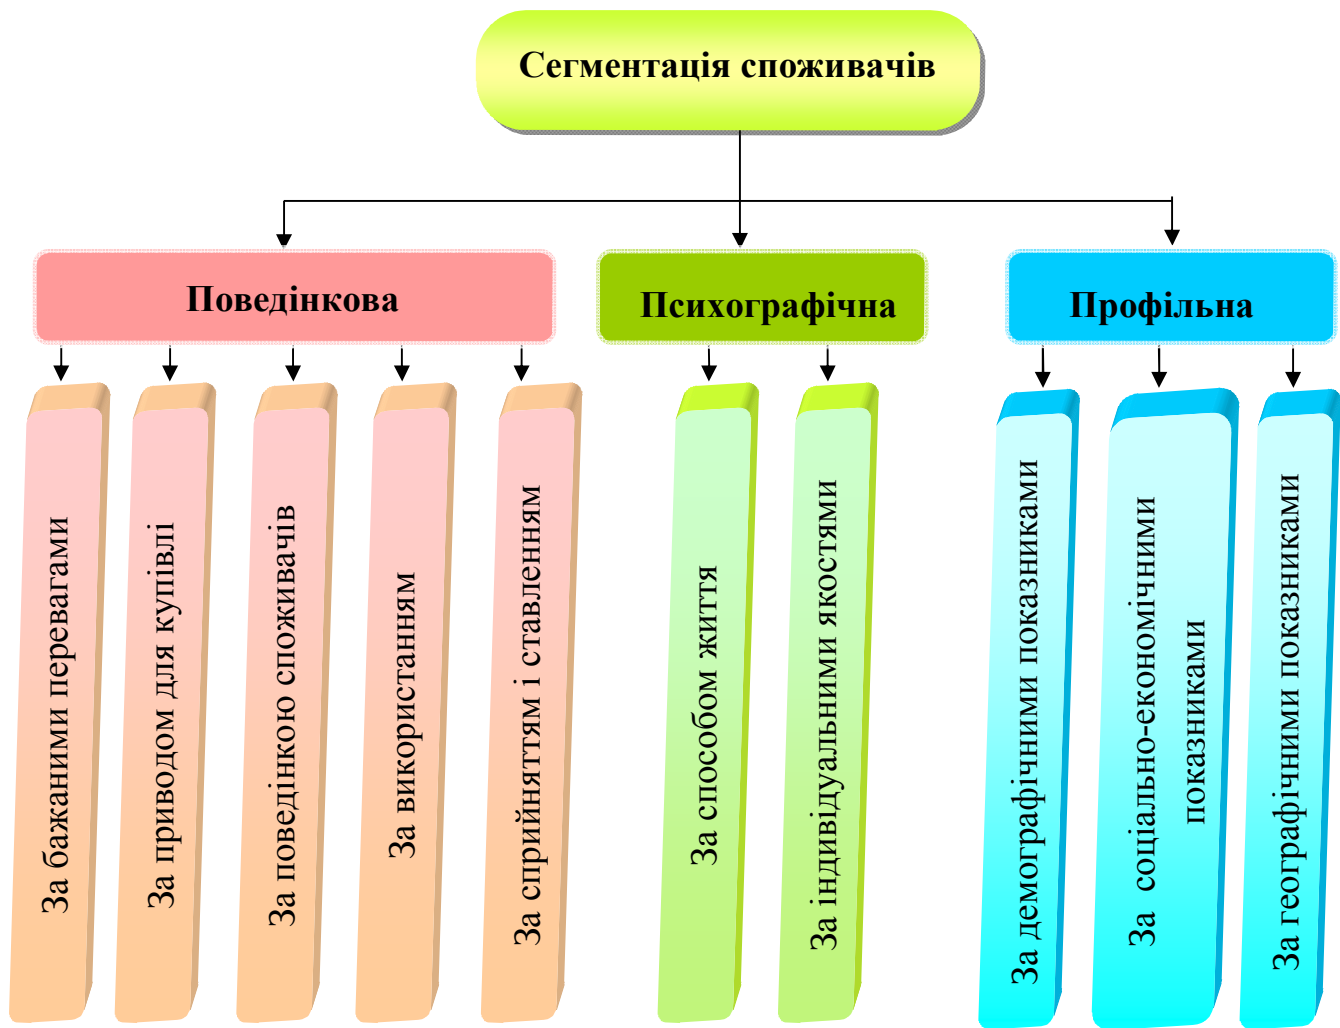 Сегментація споживачів
Поведінкова
Психографічна
Профільна
За бажаними перевагами
За приводом для купівлі
За поведінкою споживачів
За використанням
За сприйняттям і ставленням
За способом життя
За індивідуальними якостями
За демографічними показниками
За соціально-економічними
показниками
За географічними показниками